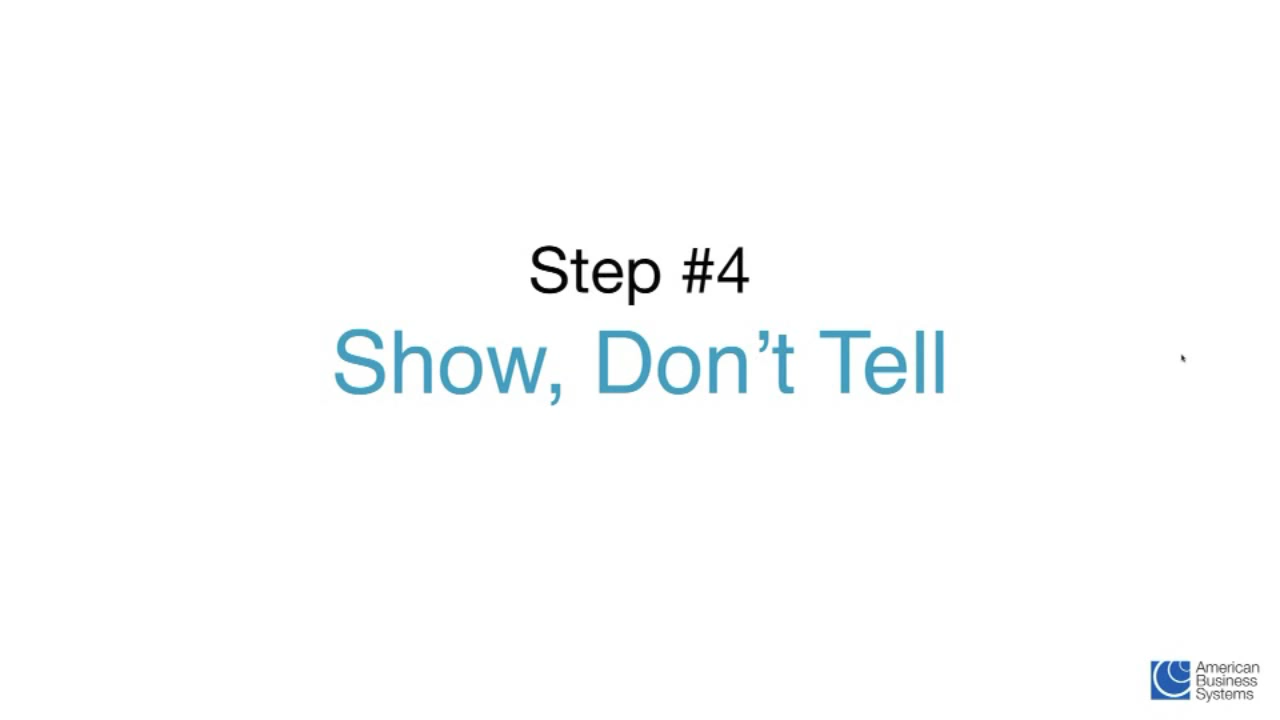 Step #4
Show, Don’t Tell
American
Business
Systems